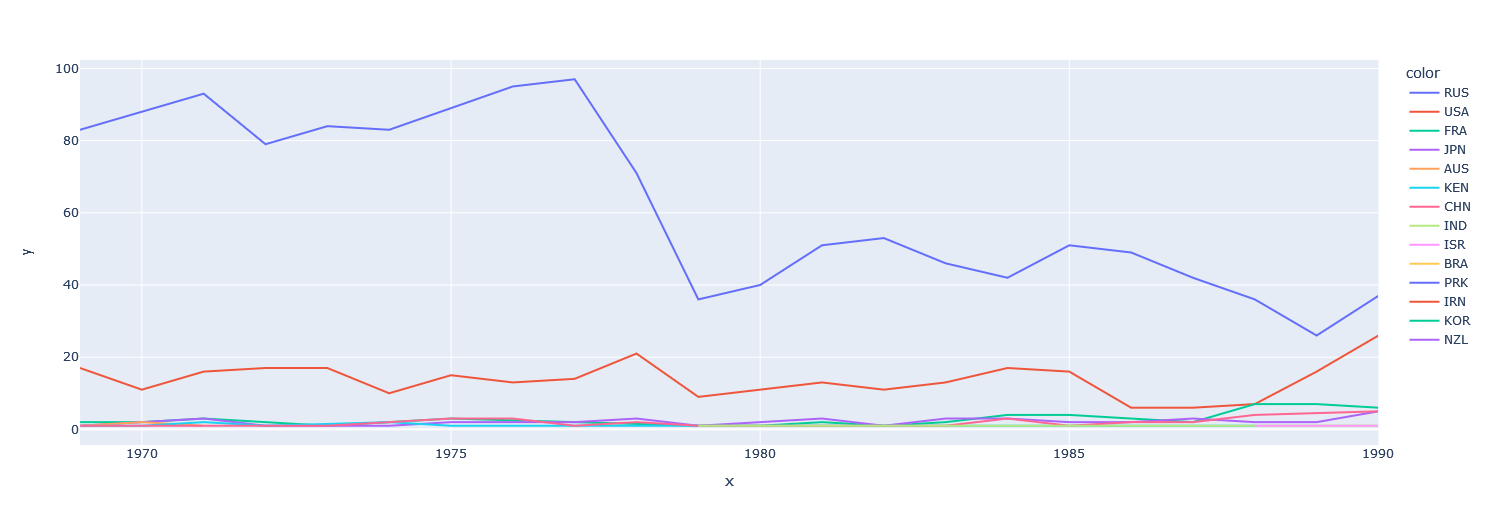 100
80
60
40
20
0
y
1970
1975
1980
1985
1990
x
color
RUS
USA
FRA
JPN
AUS
KEN
CHN
IND
ISR
BRA
PRK
IRN
KOR
NZL